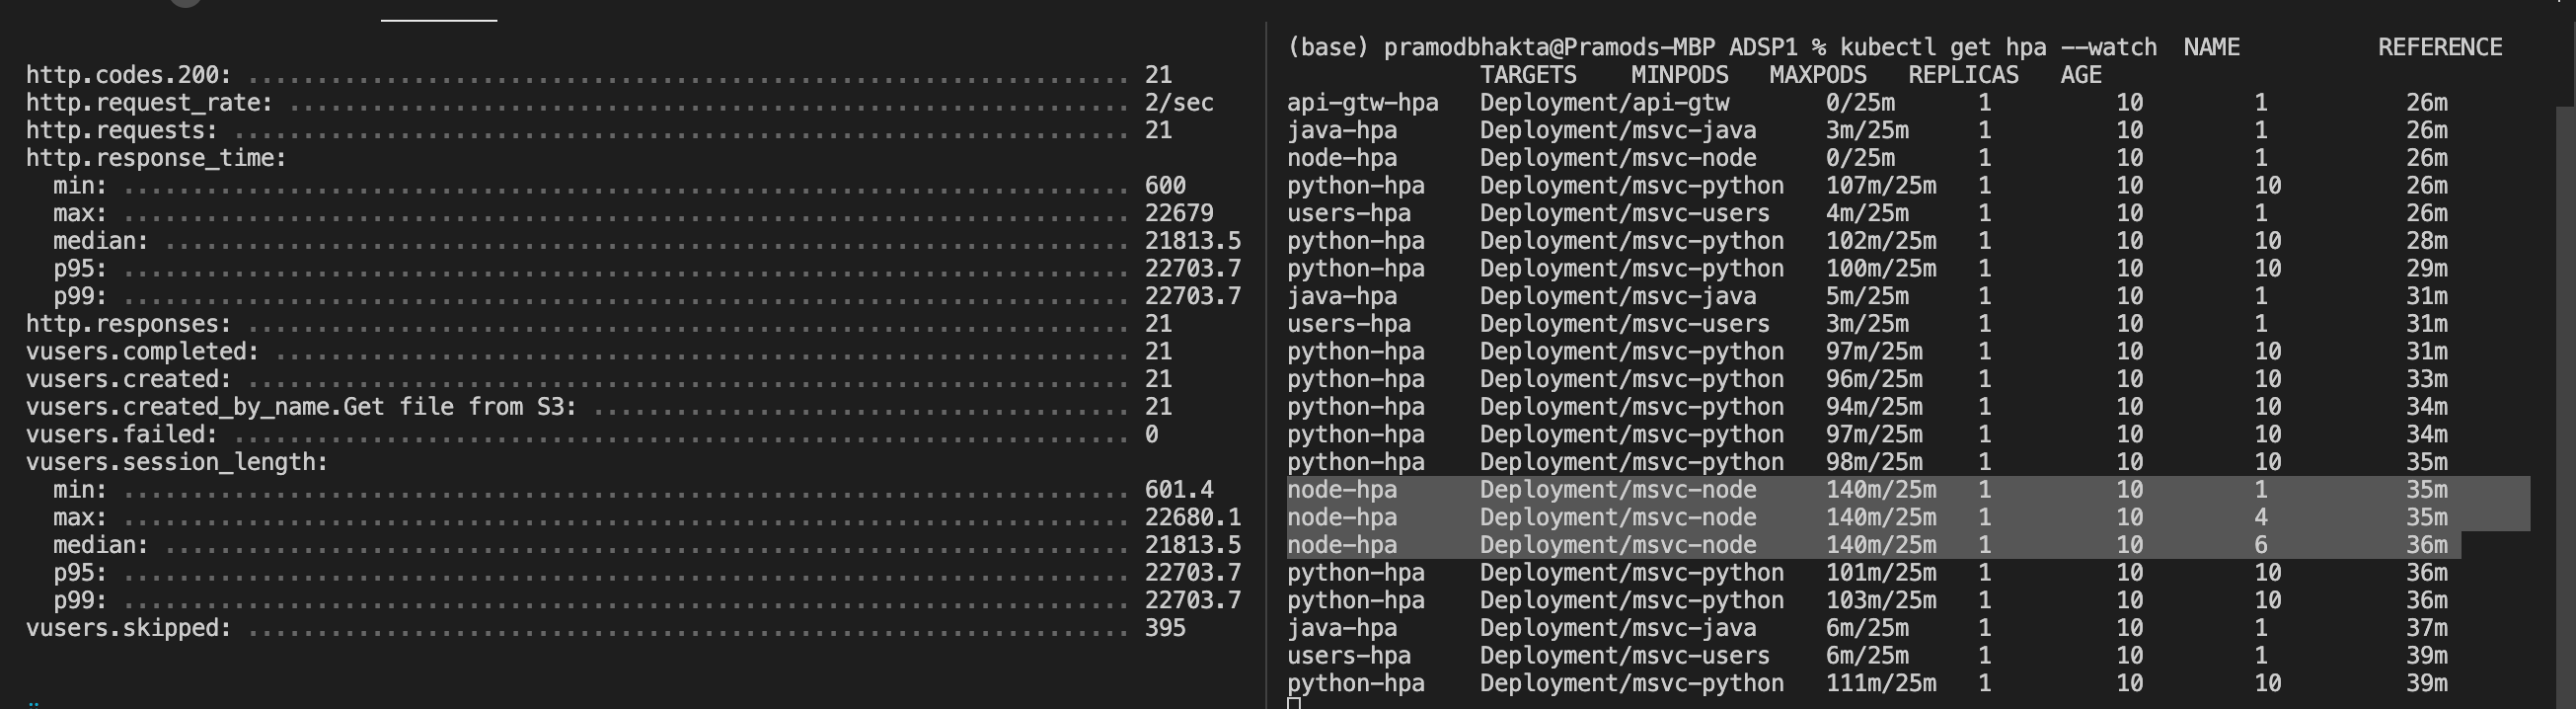 http.codes.200: ................................................................ 21
http.request_rate: ............................................................. 2/sec
http.requests: ................................................................. 21
http.response_time:
  min: ......................................................................... 600
  max: ......................................................................... 22679
  median: ...................................................................... 21813.5
  p95: ......................................................................... 22703.7
  p99: ......................................................................... 22703.7
http.responses: ................................................................ 21
vusers.completed: .............................................................. 21
vusers.created: ................................................................ 21
vusers.created_by_name.Get file from S3: ....................................... 21
vusers.failed: ................................................................. 0
vusers.session_length:
  min: ......................................................................... 601.4
  max: ......................................................................... 22680.1
  median: ...................................................................... 21813.5
  p95: ......................................................................... 22703.7
  p99: ......................................................................... 22703.7
vusers.skipped: ................................................................ 395
(base) pramodbhakta@Pramods-MBP ADSP1 % kubectl get hpa --watch  NAME          REFERENCE
              TARGETS    MINPODS   MAXPODS   REPLICAS   AGE
api-gtw-hpa   Deployment/api-gtw       0/25m      1         10        1          26m
java-hpa      Deployment/msvc-java     3m/25m     1         10        1          26m
node-hpa      Deployment/msvc-node     0/25m      1         10        1          26m
python-hpa    Deployment/msvc-python   107m/25m   1         10        10         26m
users-hpa     Deployment/msvc-users    4m/25m     1         10        1          26m
python-hpa    Deployment/msvc-python   102m/25m   1         10        10         28m
python-hpa    Deployment/msvc-python   100m/25m   1         10        10         29m
java-hpa      Deployment/msvc-java     5m/25m     1         10        1          31m
users-hpa     Deployment/msvc-users    3m/25m     1         10        1          31m
python-hpa    Deployment/msvc-python   97m/25m    1         10        10         31m
python-hpa    Deployment/msvc-python   96m/25m    1         10        10         33m
python-hpa    Deployment/msvc-python   94m/25m    1         10        10         34m
python-hpa    Deployment/msvc-python   97m/25m    1         10        10         34m
python-hpa    Deployment/msvc-python   98m/25m    1         10        10         35m
node-hpa      Deployment/msvc-node     140m/25m   1         10        1          35m
node-hpa      Deployment/msvc-node     140m/25m   1         10        4          35m
node-hpa      Deployment/msvc-node     140m/25m   1         10        6          36m
python-hpa    Deployment/msvc-python   101m/25m   1         10        10         36m
python-hpa    Deployment/msvc-python   103m/25m   1         10        10         36m
java-hpa      Deployment/msvc-java     6m/25m     1         10        1          37m
users-hpa     Deployment/msvc-users    6m/25m     1         10        1          39m
python-hpa    Deployment/msvc-python   111m/25m   1         10        10         39m